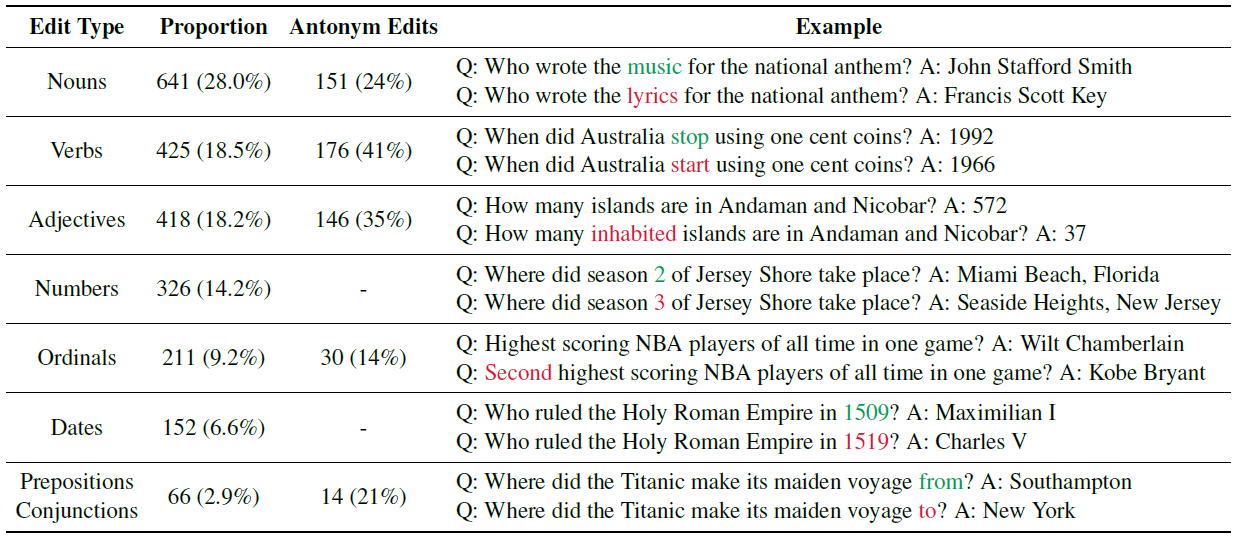 Edit Type Proportion Antonym Edits Example
Nouns 641 (28.0%) 151 (24%) Q: Who wrote the music for the national anthem? A: John Stafford Smith
Q: Who wrote the lyrics for the national anthem? A: Francis Scott Key
Verbs 425 (18.5%) 176 (41%) Q: When did Australia stop using one cent coins? A: 1992
Q: When did Australia start using one cent coins? A: 1966
Adjectives 418 (18.2%) 146 (35%) Q: How many islands are in Andaman and Nicobar? A: 572
Q: How many inhabited islands are in Andaman and Nicobar? A: 37
Numbers 326 (14.2%) - Q: Where did season 2 of Jersey Shore take place? A: Miami Beach, Florida
Q: Where did season 3 of Jersey Shore take place? A: Seaside Heights, New Jersey
Ordinals 211 (9.2%) 30 (14%) Q: Highest scoring NBA players of all time in one game? A: Wilt Chamberlain
Q: Second highest scoring NBA players of all time in one game? A: Kobe Bryant
Dates 152 (6.6%) - Q: Who ruled the Holy Roman Empire in 1509? A: Maximilian I
Q: Who ruled the Holy Roman Empire in 1519? A: Charles V
Prepositions
Conjunctions 66 (2.9%) 14 (21%) Q: Where did the Titanic make its maiden voyage from? A: Southampton
Q: Where did the Titanic make its maiden voyage to? A: New York